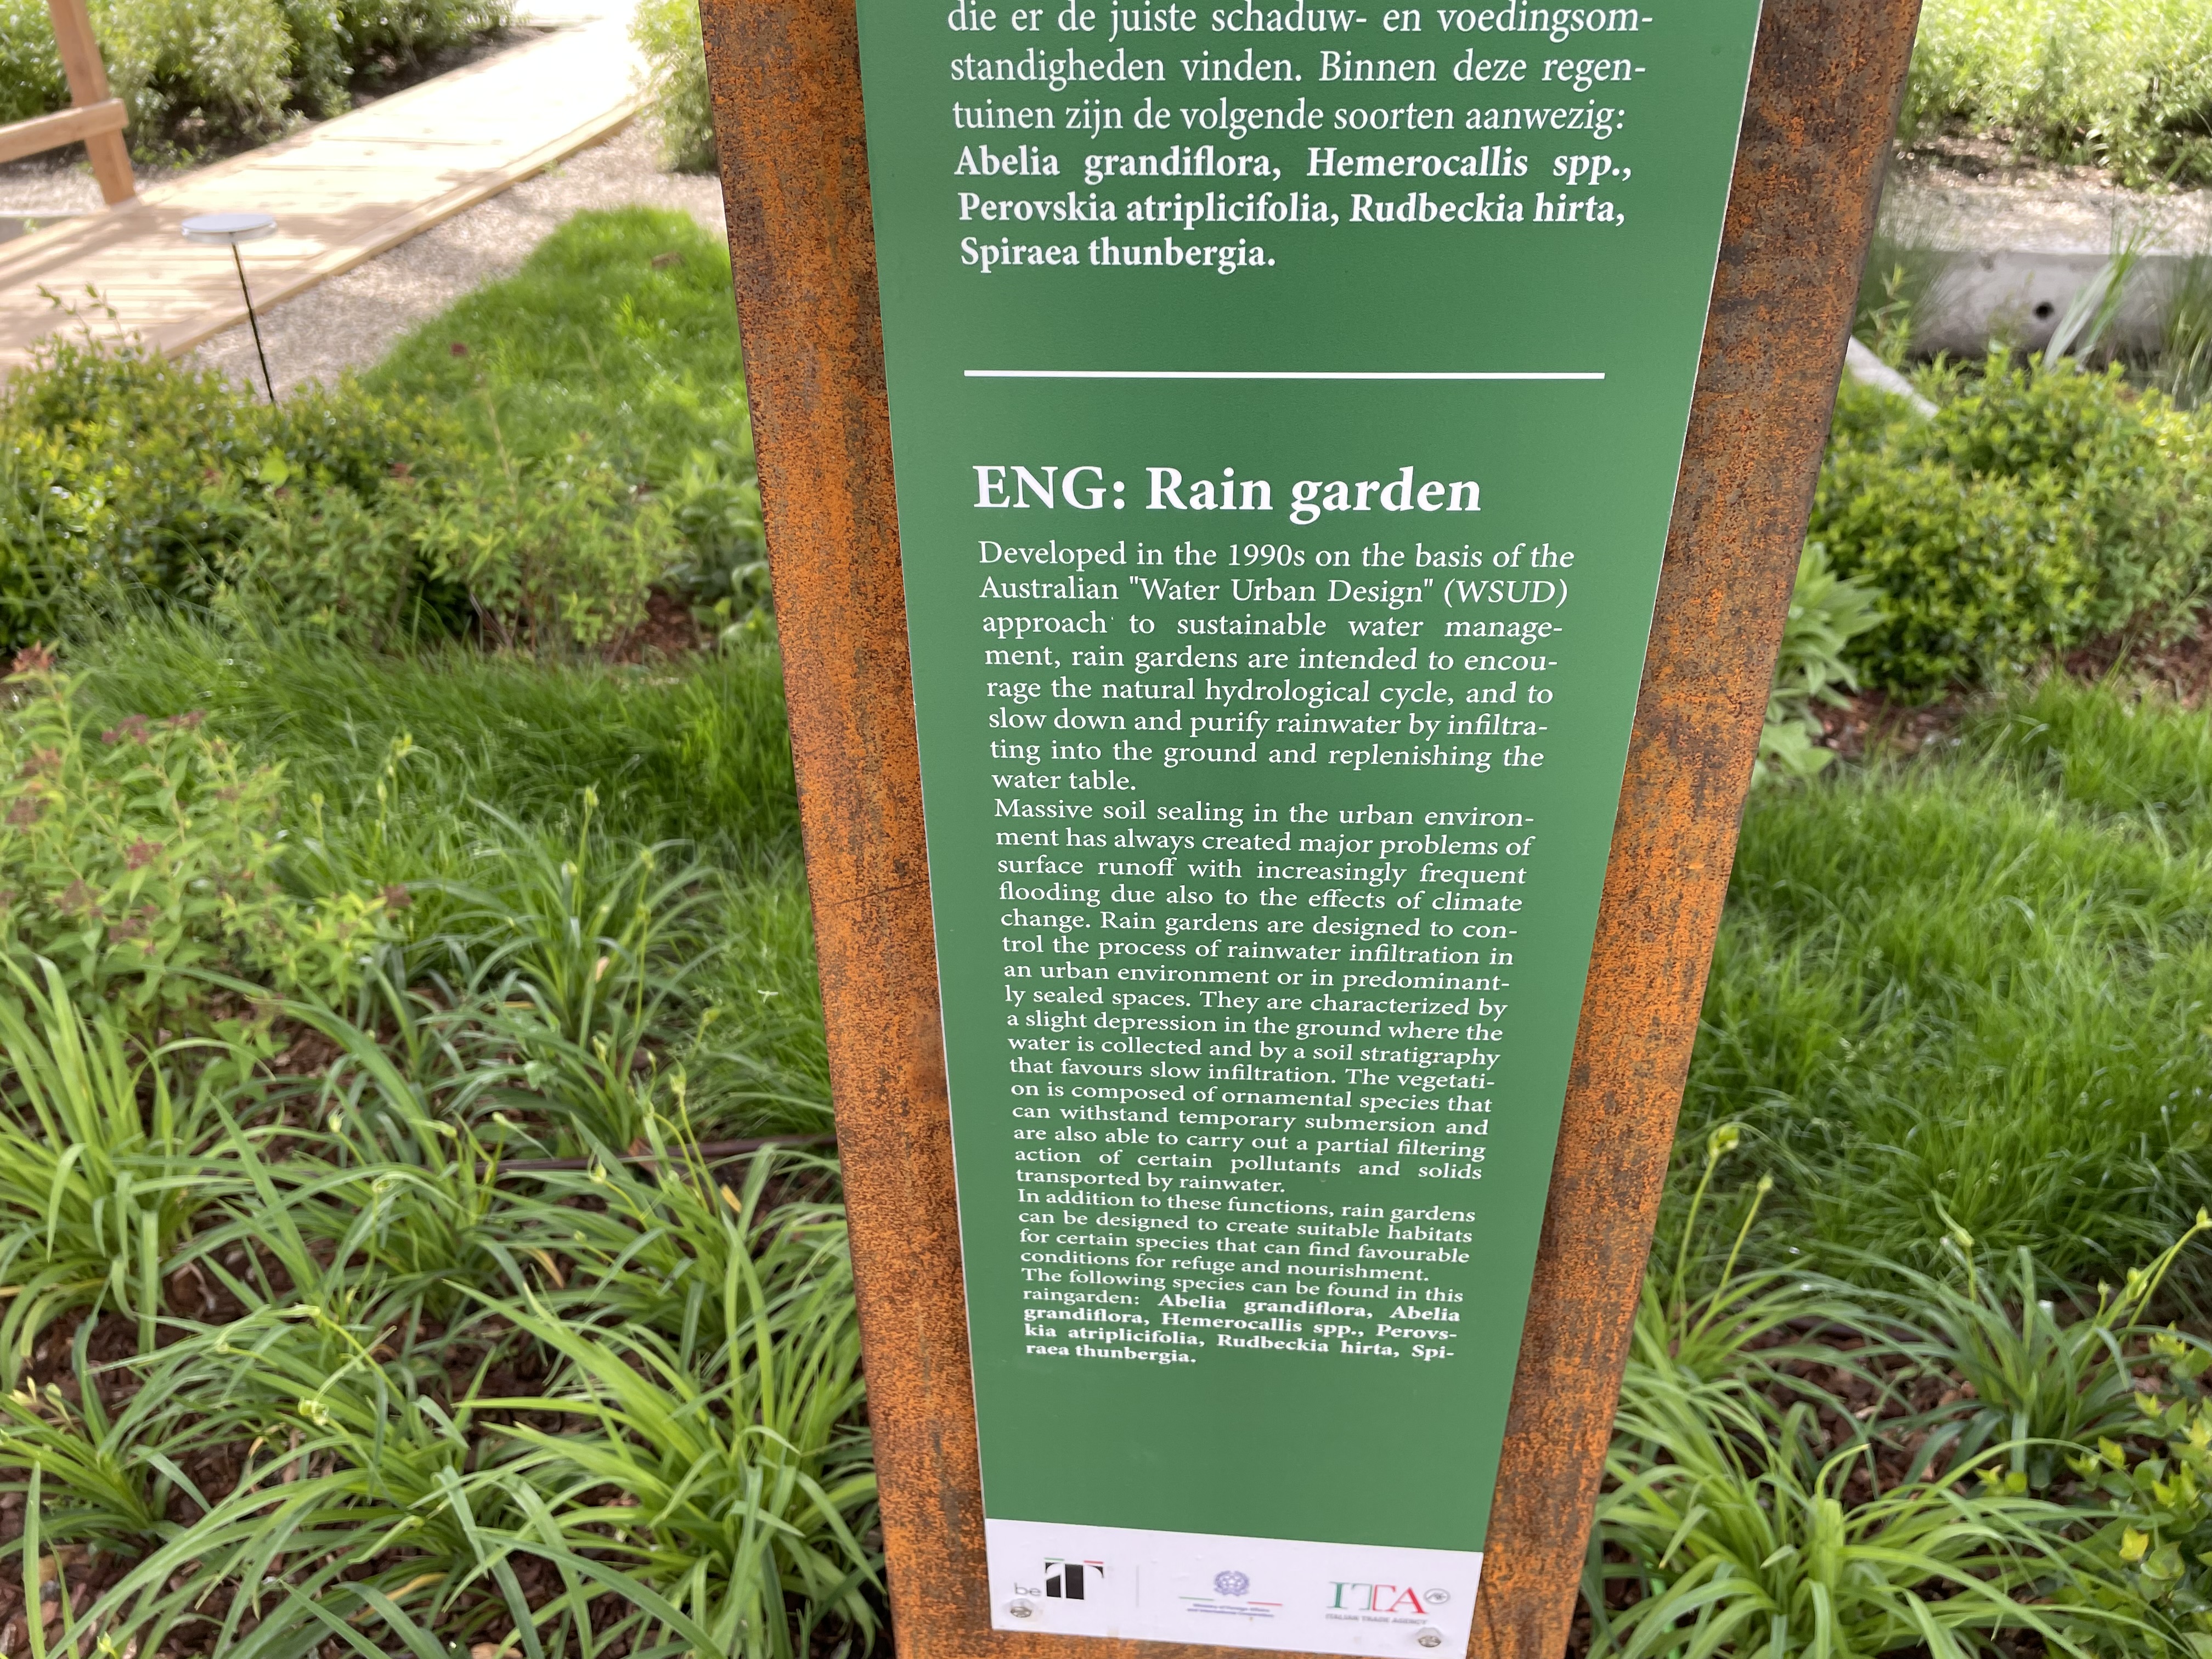 die er de juiste schaduw- en voedingsom-
standigheden vinden. Binnen deze regen-
tuinen zijn de volgende soorten aanwezig:
Abelia grandiflora, Hemerocallis spp.,
Perovskia atriplicifolia, Rudbeckia hirta,
Spiraea thunbergia.
ENG: Rain garden
Developed in the 1990s on the basis of the
Australian "Water Urban Design" (WSUD)
approach to sustainable water manage-
ment, rain gardens are intended to encou-
rage the natural hydrological cycle, and to
slow down and purify rainwater by infiltra-
ting into the ground and replenishing the
water table.
Massive soil sealing in the urban environ-
ment has always created major problems of
surface runoff with increasingly frequent
flooding due also to the effects of climate
change. Rain gardens are designed to con-
trol the process of rainwater infiltration in
an urban environment or in predominant-
ly sealed spaces. They are characterized by
a slight depression in the ground where the
water is collected and by a soil stratigraphy
that favours slow infiltration. The vegetati-
on is composed of ornamental species that
can withstand temporary submersion and
are also able to carry out a partial filtering
action of certain pollutants and solids
transported by rainwater.
In addition to these functions, rain gardens
can be designed to create suitable habitats
for certain species that can find favourable
conditions for refuge and nourishment.
The following species can be found in this
raingarden: Abelia grandiflora, Abelia
grandiflora, Hemerocallis spp., Perovs-
kia atriplicifolia, Rudbeckia hirta, Spi-
raea thunbergia.
be IT
Ministry of Foreign Affairs
and International Cooperation
ITA
ITALIAN TRADE AGENCY